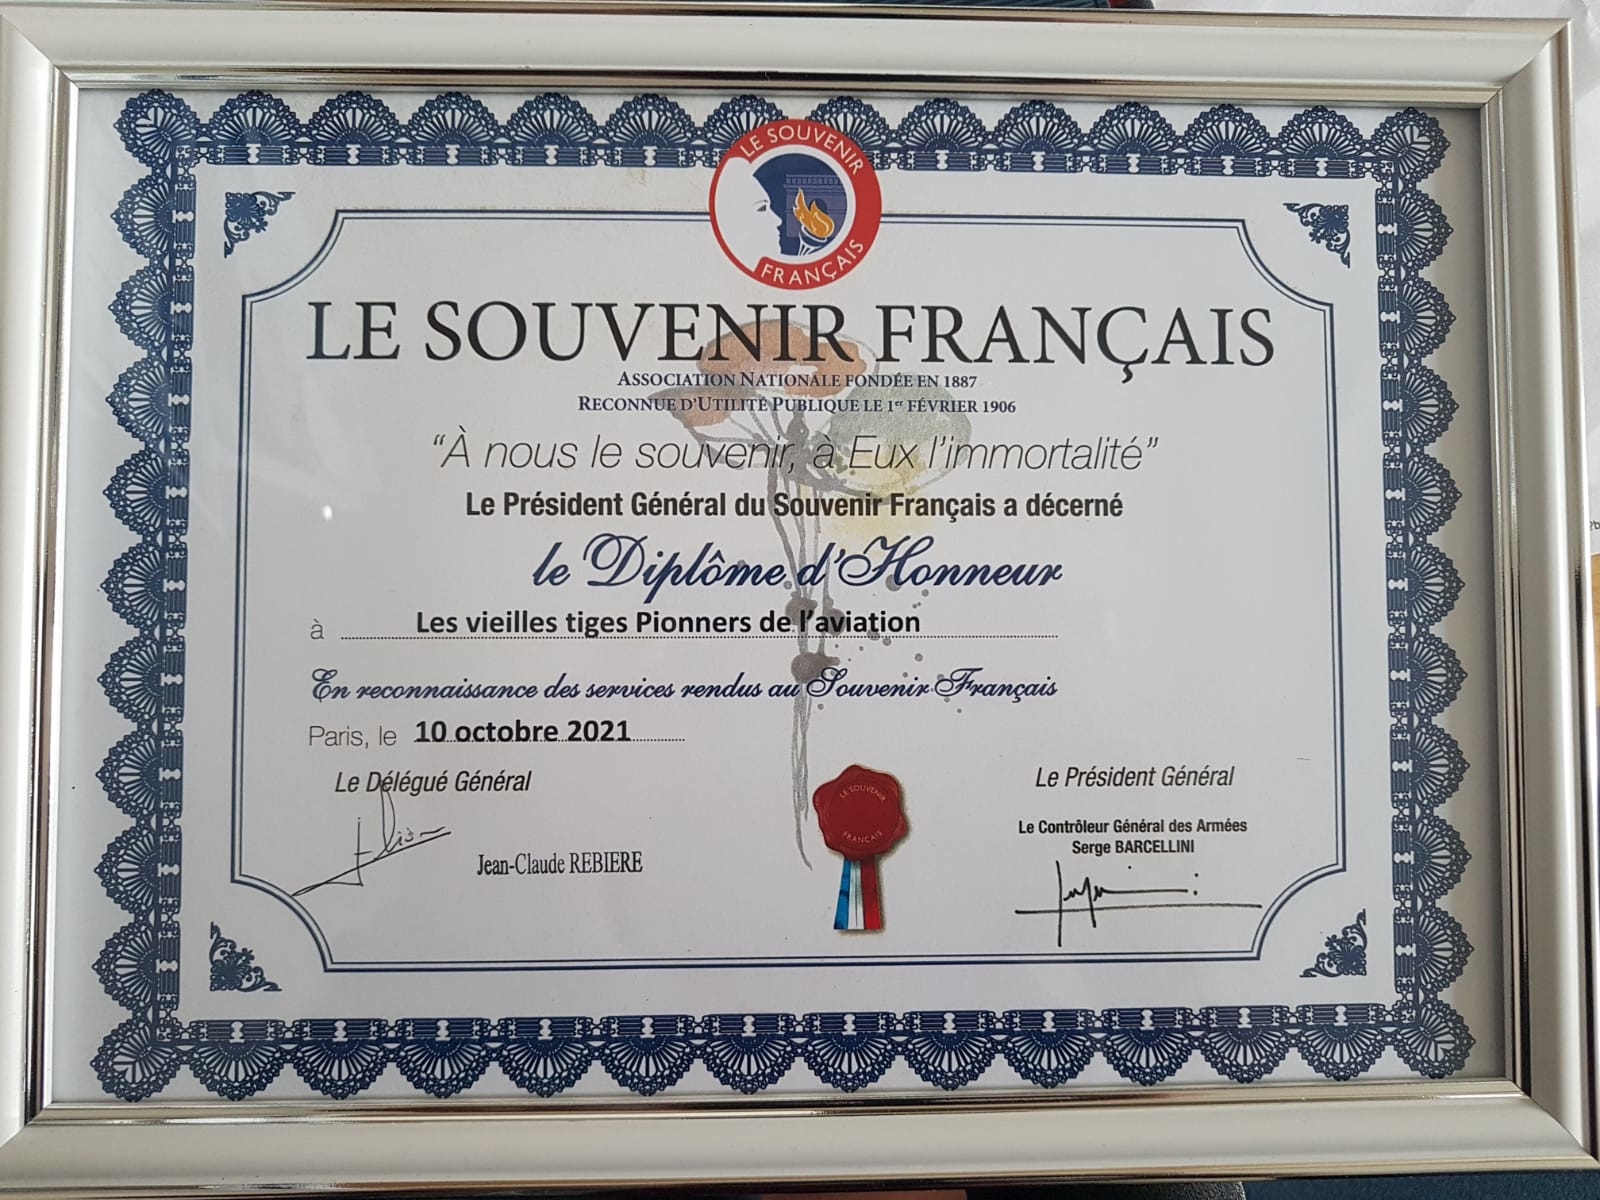 LE SOUVENIR
FRANÇAIS
LE SOUVENIR FRANÇAIS
ASSOCIATION NATIONALE FONDÉE EN 1887
RECONNUE D'UTILITÉ PUBLIQUE LE 1er FÉVRIER 1906
“À nous le souvenir, à Eux l'immortalité”
Le Président Général du Souvenir Français a décerné
le Diplôme d'Honneur
à Les vieilles tiges Pionners de l'aviation
En reconnaissance des services rendus au Souvenir Français
Paris, le 10 octobre 2021
Le Délégué Général
Jean-Claude REBIERE
LE SOUVENIR
FRANÇAIS
Le Président Général
Le Contrôleur Général des Armées
Serge BARCELLINI